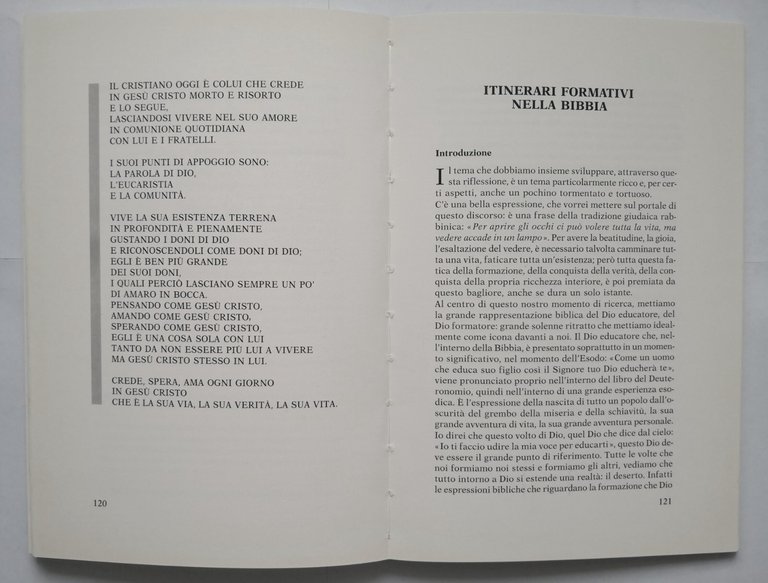 IL CRISTIANO OGGI È COLUI CHE CREDE
IN GESÙ CRISTO MORTO E RISORTO
E LO SEGUE,
LASCIANDOSI VIVERE NEL SUO AMORE
IN COMUNIONE QUOTIDIANA
CON LUI E I FRATELLI.
I SUOI PUNTI DI APPOGGIO SONO:
LA PAROLA DI DIO,
L'EUCARISTIA
E LA COMUNITÀ.
VIVE LA SUA ESISTENZA TERRENA
IN PROFONDITÀ E PIENAMENTE
GUSTANDO I DONI DI DIO
E RICONOSCENDOLI COME DONI DI DIO;
EGLI È BEN PIÙ GRANDE
DEI SUOI DONI,
I QUALI PERCIÒ LASCIANO SEMPRE UN PO'
DI AMARO IN BOCCA.
PENSANDO COME GESÙ CRISTO,
AMANDO COME GESÙ CRISTO,
SPERANDO COME GESÙ CRISTO,
EGLI È UNA COSA SOLA CON LUI
TANTO DA NON ESSERE PIÙ LUI A VIVERE
MA GESÙ CRISTO STESSO IN LUI.
CREDE, SPERA, AMA OGNI GIORNO
IN GESÙ CRISTO
CHE È LA SUA VIA, LA SUA VERITÀ, LA SUA VITA.
120
ITINERARI FORMATIVI
NELLA BIBBIA
Introduzione
Il tema che dobbiamo insieme sviluppare, attraverso que-
sta riflessione, è un tema particolarmente ricco e, per cer-
ti aspetti, anche un pochino tormentato e tortuoso.
C'è una bella espressione, che vorrei mettere sul portale di
questo discorso: è una frase della tradizione giudaica rab-
binica: «Per aprire gli occhi ci può volere tutta la vita, ma
vedere accade in un lampo». Per avere la beatitudine, la gioia,
l'esaltazione del vedere, è necessario talvolta camminare tut-
ta una vita, faticare tutta un'esistenza; però tutta questa fa-
tica della formazione, della conquista della verità, della con-
quista della propria ricchezza interiore, è poi premiata da
questo bagliore, anche se dura un solo istante.
Al centro di questo nostro momento di ricerca, mettiamo
la grande rappresentazione biblica del Dio educatore, del
Dio formatore: grande solenne ritratto che mettiamo ideal-
mente come icona davanti a noi. Il Dio educatore che, nel-
l'interno della Bibbia, è presentato soprattutto in un momento
significativo, nel momento dell'Esodo: «Come un uomo
che educa suo figlio così il Signore tuo Dio educherà te»,
viene pronunciato proprio nell'interno del libro del Deute-
ronomio, quindi nell'interno di una grande esperienza eso-
dica. È l'espressione della nascita di tutto un popolo dall'o-
scurità del grembo della miseria e della schiavitù, la sua
grande avventura di vita, la sua grande avventura personale.
Io direi che questo volto di Dio, quel Dio che dice dal cielo:
«Io ti faccio udire la mia voce per educarti», questo Dio de-
ve essere il grande punto di riferimento. Tutte le volte che
noi formiamo noi stessi e formiamo gli altri, vediamo che
tutto intorno a Dio si estende una realtà: il deserto. Infatti
le espressioni bibliche che riguardano la formazione che Dio
121